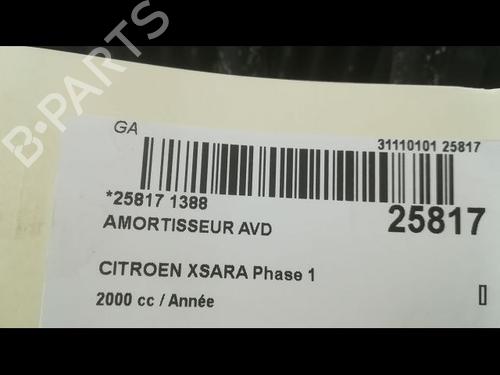 B-PARTS
GA
31110101 25817
*25817 1388
25817
AMORTISSEUR AVD
CITROEN XSARA Phase 1
2000 cc / Année
[]